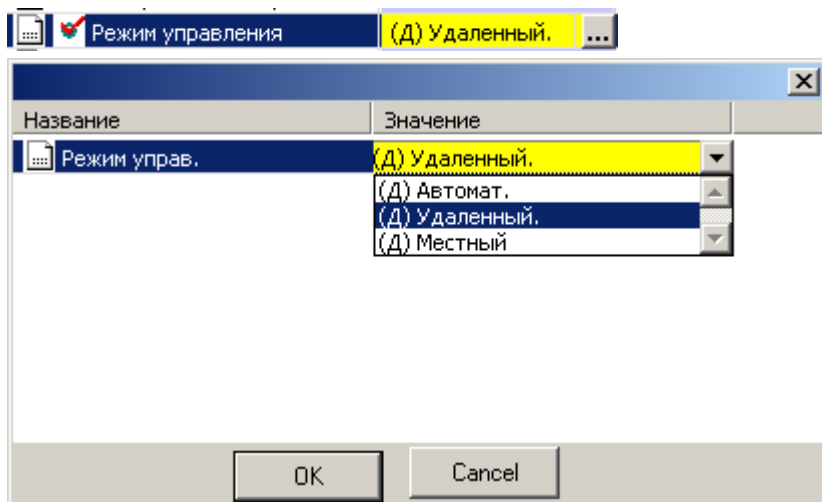 Режим управления (Д) Удаленный. ...
Название Значение
Режим управ. (Д) Удаленный.
(Д) Автомат.
(Д) Удаленный.
(Д) Местный
OK Cancel